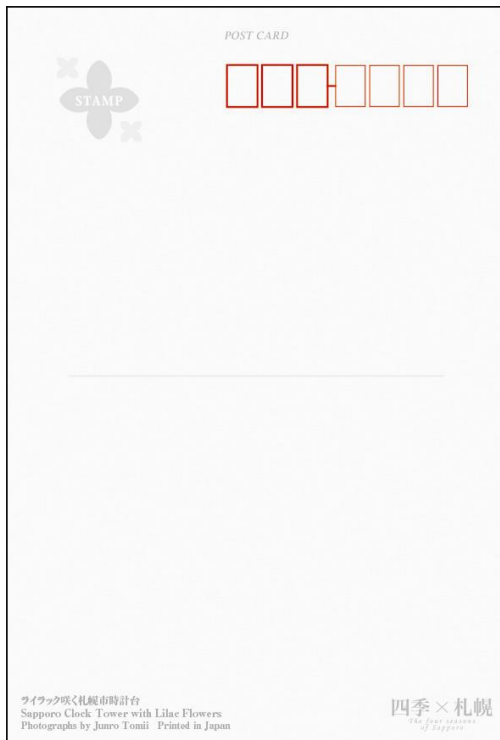 POST CARD
STAMP
ライラック咲く札幌市時計台
Sapporo Clock Tower with Lilac Flowers
Photographs by Junro Tomii Printed in Japan
四季×札幌
The four seasons
of Sapporo